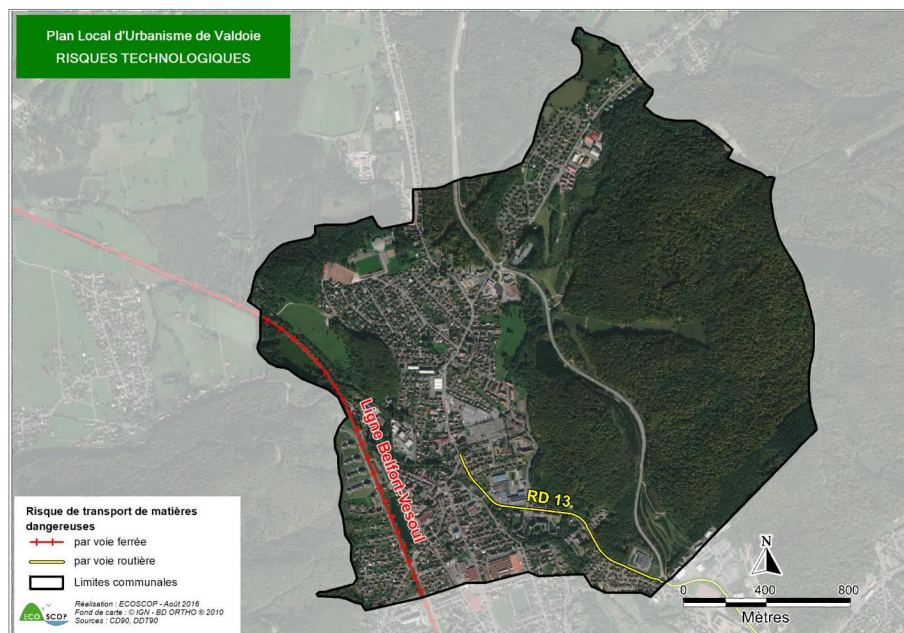 Plan Local d'Urbanisme de Valdoie
RISQUES TECHNOLOGIQUES
Ligne Belfort-Vesoul
RD 13
Risque de transport de matières
dangereuses
par voie ferrée
par voie routière
Limites communales
ECO SCOP
Réalisation : ECOSCOP - Août 2016
Fond de carte : © IGN - BD ORTHO ® 2010
Sources : CD90, DDT90
N
0 400 800
Mètres